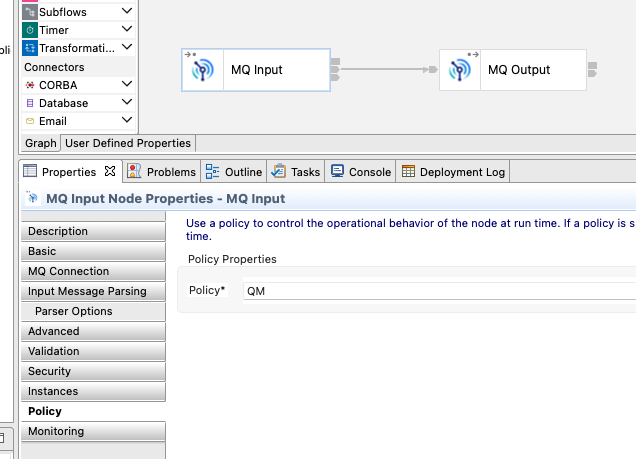 Subflows
Timer
Transformati...
Connectors
CORBA
Database
Email
MQ Input
MQ Output
Graph User Defined Properties
Properties Problems Outline Tasks Console Deployment Log
MQ Input Node Properties - MQ Input
Description
Basic
MQ Connection
Input Message Parsing
Parser Options
Advanced
Validation
Security
Instances
Policy
Monitoring
Use a policy to control the operational behavior of the node at run time. If a policy is s
time.
Policy Properties
Policy* QM